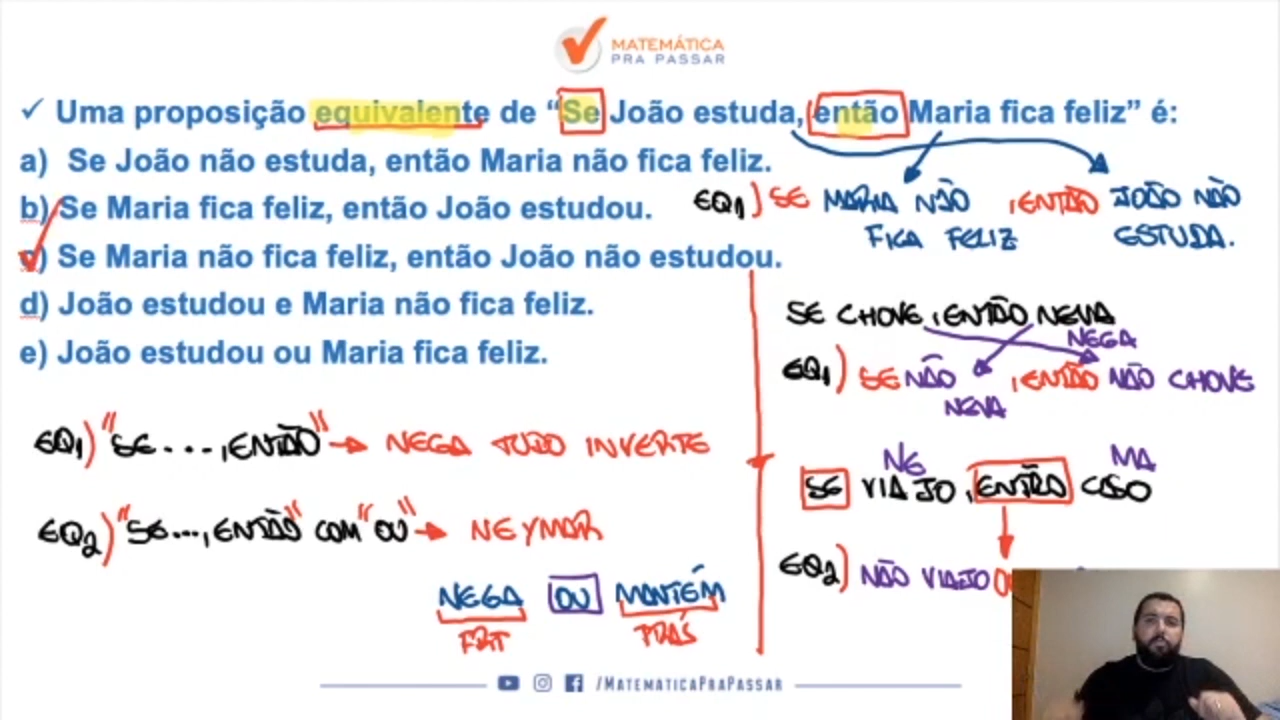 MATEMÁTICA
PRA PASSAR
✓ Uma proposição equivalente de “Se João estuda, então Maria fica feliz” é:
a) Se João não estuda, então Maria não fica feliz.
b) Se Maria fica feliz, então João estudou.
c) Se Maria não fica feliz, então João não estudou.
d) João estudou e Maria não fica feliz.
e) João estudou ou Maria fica feliz.
EQ1) SE MARIA NÃO , ENTÃO JOÃO NÃO
FICA FELIZ ESTUDA.
SE CHOVE , ENTÃO NEVA
NEGA
EQ1) SE NÃO , ENTÃO NÃO CHOVE
NEVA
EQ1) "SE . . . , ENTÃO" → NEGA TUDO INVERTE
NE MA
SE VIAJO , ENTÃO CASO
EQ2) "SE..., ENTÃO" COM "OU" → NEYMAR
EQ2) NÃO VIAJO
NEGA OU MANTÉM
FRT TRÁS
/MATEMATICAPRAPASSAR